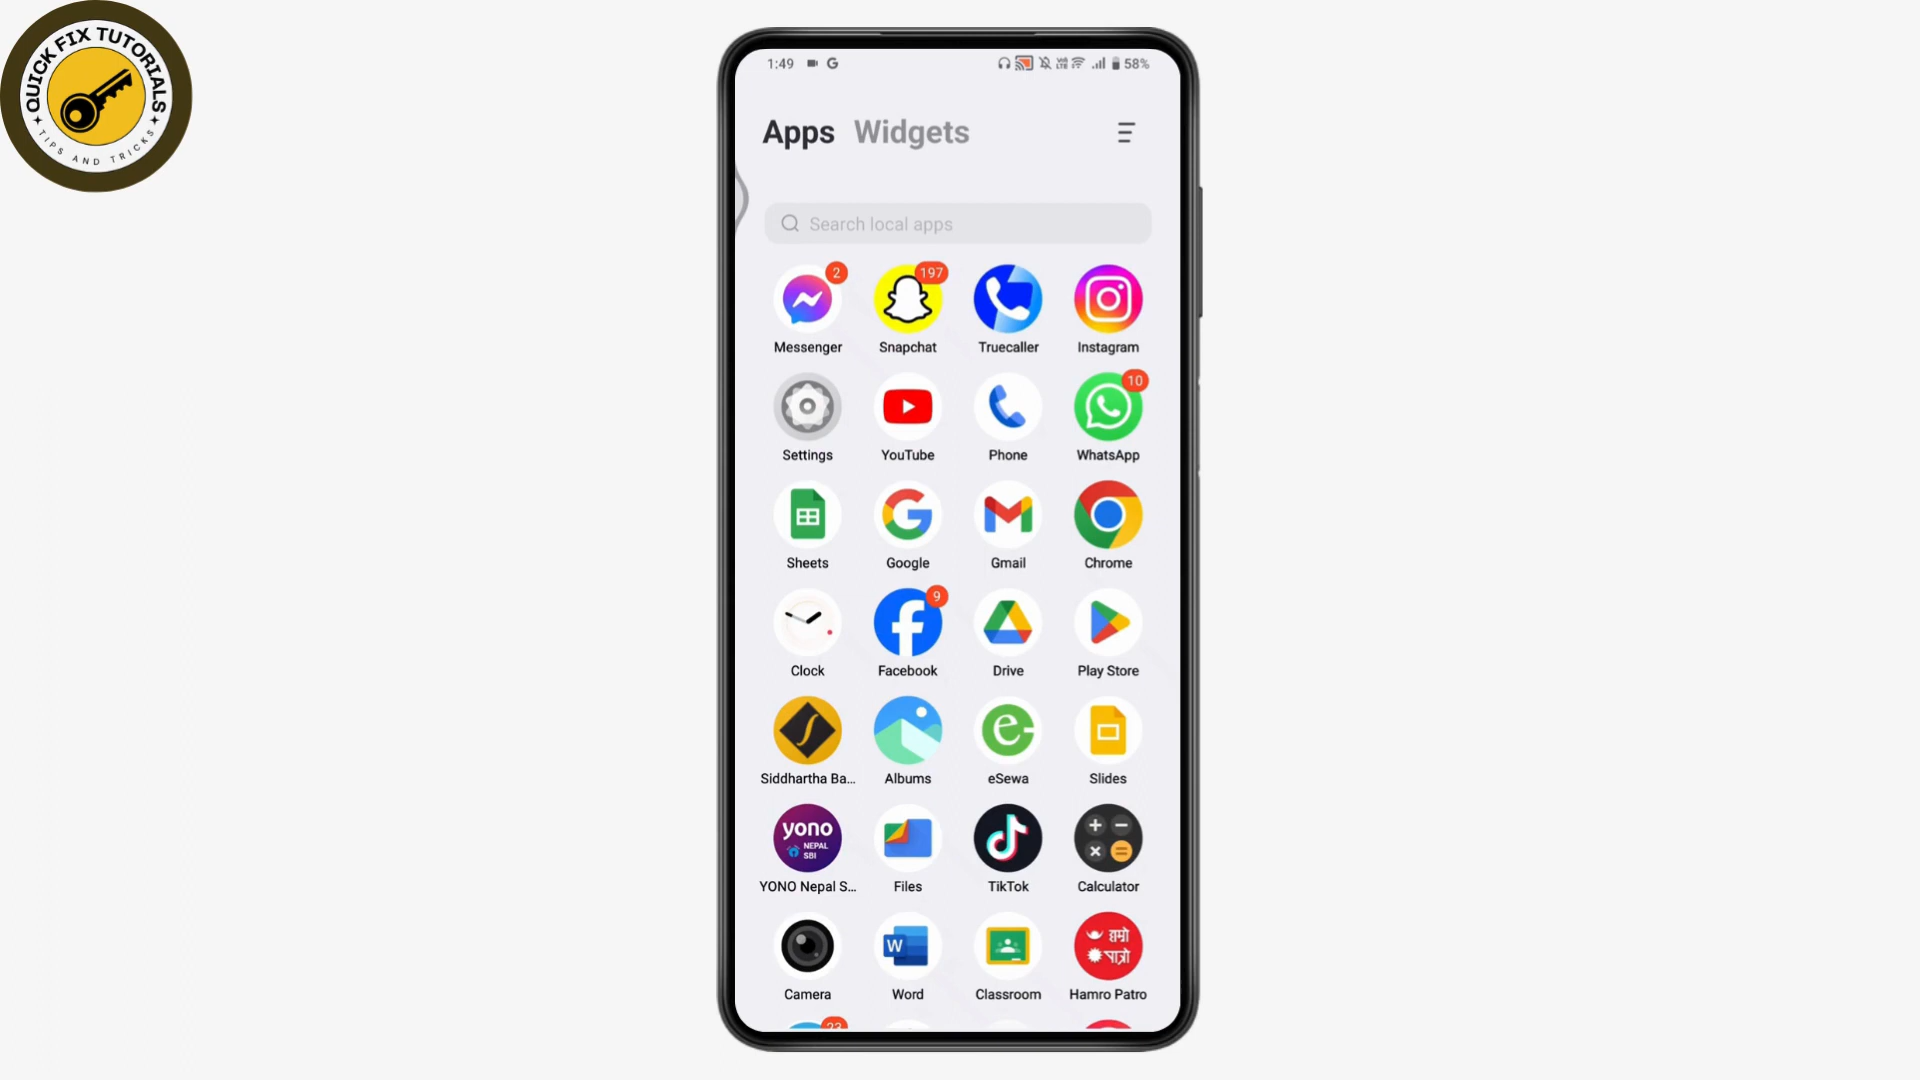 QUICK FIX TUTORIALS
TIPS AND TRICKS
1:49
58%
Apps Widgets
Search local apps
2
197
Messenger
Snapchat
Truecaller
Instagram
10
Settings
YouTube
Phone
WhatsApp
Sheets
Google
Gmail
Chrome
9
Clock
Facebook
Drive
Play Store
Siddhartha Ba...
Albums
eSewa
Slides
yono
NEPAL
SBI
YONO Nepal S...
Files
TikTok
Calculator
W
हाम्रो
पात्रो
Camera
Word
Classroom
Hamro Patro
23